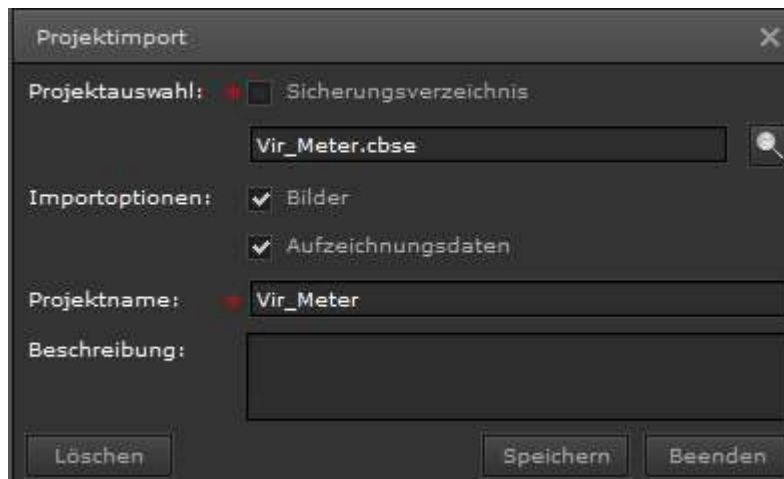 Projektimport
Projektauswahl: * Sicherungsverzeichnis
Vir_Meter.cbse
Importoptionen: Bilder
Aufzeichnungsdaten
Projektname: * Vir_Meter
Beschreibung:
Löschen Speichern Beenden